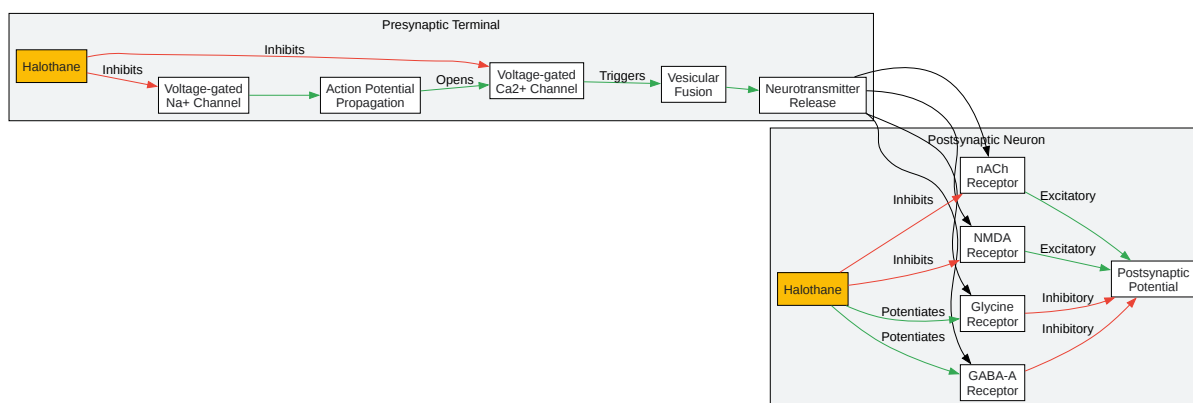 Presynaptic Terminal
Halothane
Inhibits
Inhibits
Voltage-gated
Na+ Channel
Action Potential
Propagation
Opens
Voltage-gated
Ca2+ Channel
Triggers
Vesicular
Fusion
Neurotransmitter
Release
Postsynaptic Neuron
Halothane
Inhibits
Inhibits
Potentiates
Potentiates
nACh
Receptor
NMDA
Receptor
Glycine
Receptor
GABA-A
Receptor
Excitatory
Excitatory
Inhibitory
Inhibitory
Postsynaptic
Potential